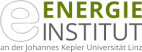 e ENERGIE
INSTITUT
an der Johannes Kepler Universität Linz